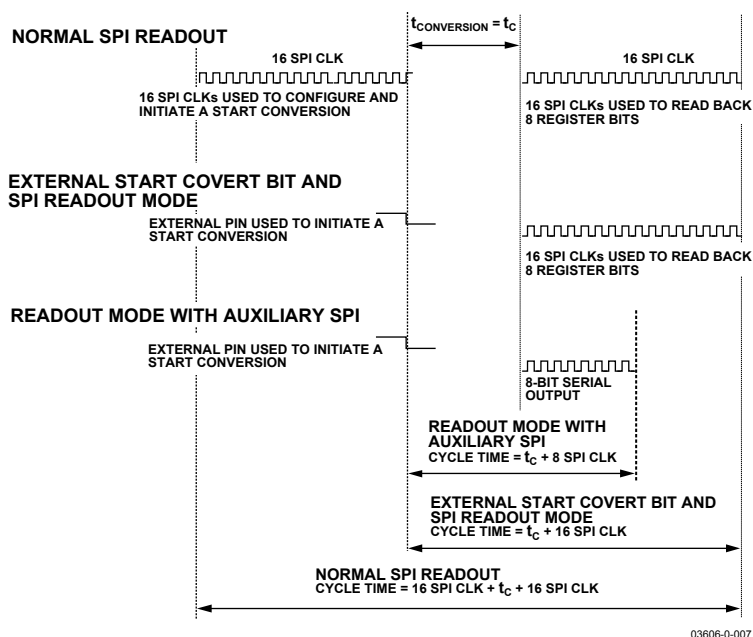 t_CONVERSION = t_C
NORMAL SPI READOUT
16 SPI CLK
16 SPI CLK
16 SPI CLKs USED TO CONFIGURE AND
INITIATE A START CONVERSION
16 SPI CLKs USED TO READ BACK
8 REGISTER BITS
EXTERNAL START COVERT BIT AND
SPI READOUT MODE
EXTERNAL PIN USED TO INITIATE A
START CONVERSION
16 SPI CLKs USED TO READ BACK
8 REGISTER BITS
READOUT MODE WITH AUXILIARY SPI
EXTERNAL PIN USED TO INITIATE A
START CONVERSION
8-BIT SERIAL
OUTPUT
READOUT MODE WITH
AUXILIARY SPI
CYCLE TIME = t_C + 8 SPI CLK
EXTERNAL START COVERT BIT AND
SPI READOUT MODE
CYCLE TIME = t_C + 16 SPI CLK
NORMAL SPI READOUT
CYCLE TIME = 16 SPI CLK + t_C + 16 SPI CLK
03606-0-007